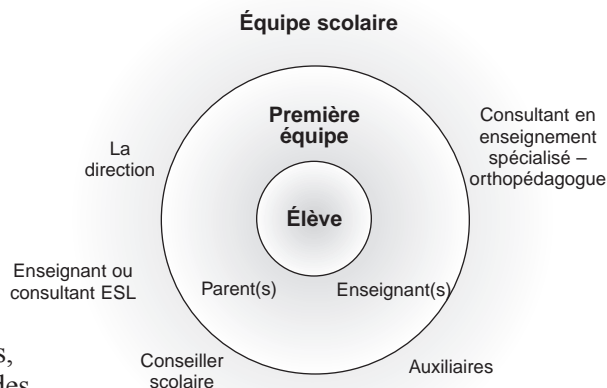 Équipe scolaire
Première
équipe
Consultant en
enseignement
spécialisé –
orthopédagogue
La
direction
Élève
Enseignant ou
consultant ESL
Parent(s)
Enseignant(s)
s,
des
Conseiller
scolaire
Auxiliaires